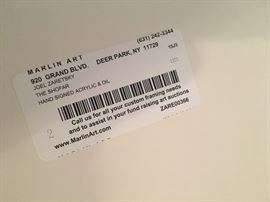 MARLIN ART
(631) 242-3344
920 GRAND BLVD. DEER PARK, NY 11729
JOEL ZARETSKY
THE SHOFAR
HAND SIGNED ACRYLIC & OIL
2
Call us for all your custom framing needs
and to assist in your fund raising art auctions
www.MarlinArt.com
ZARE00366